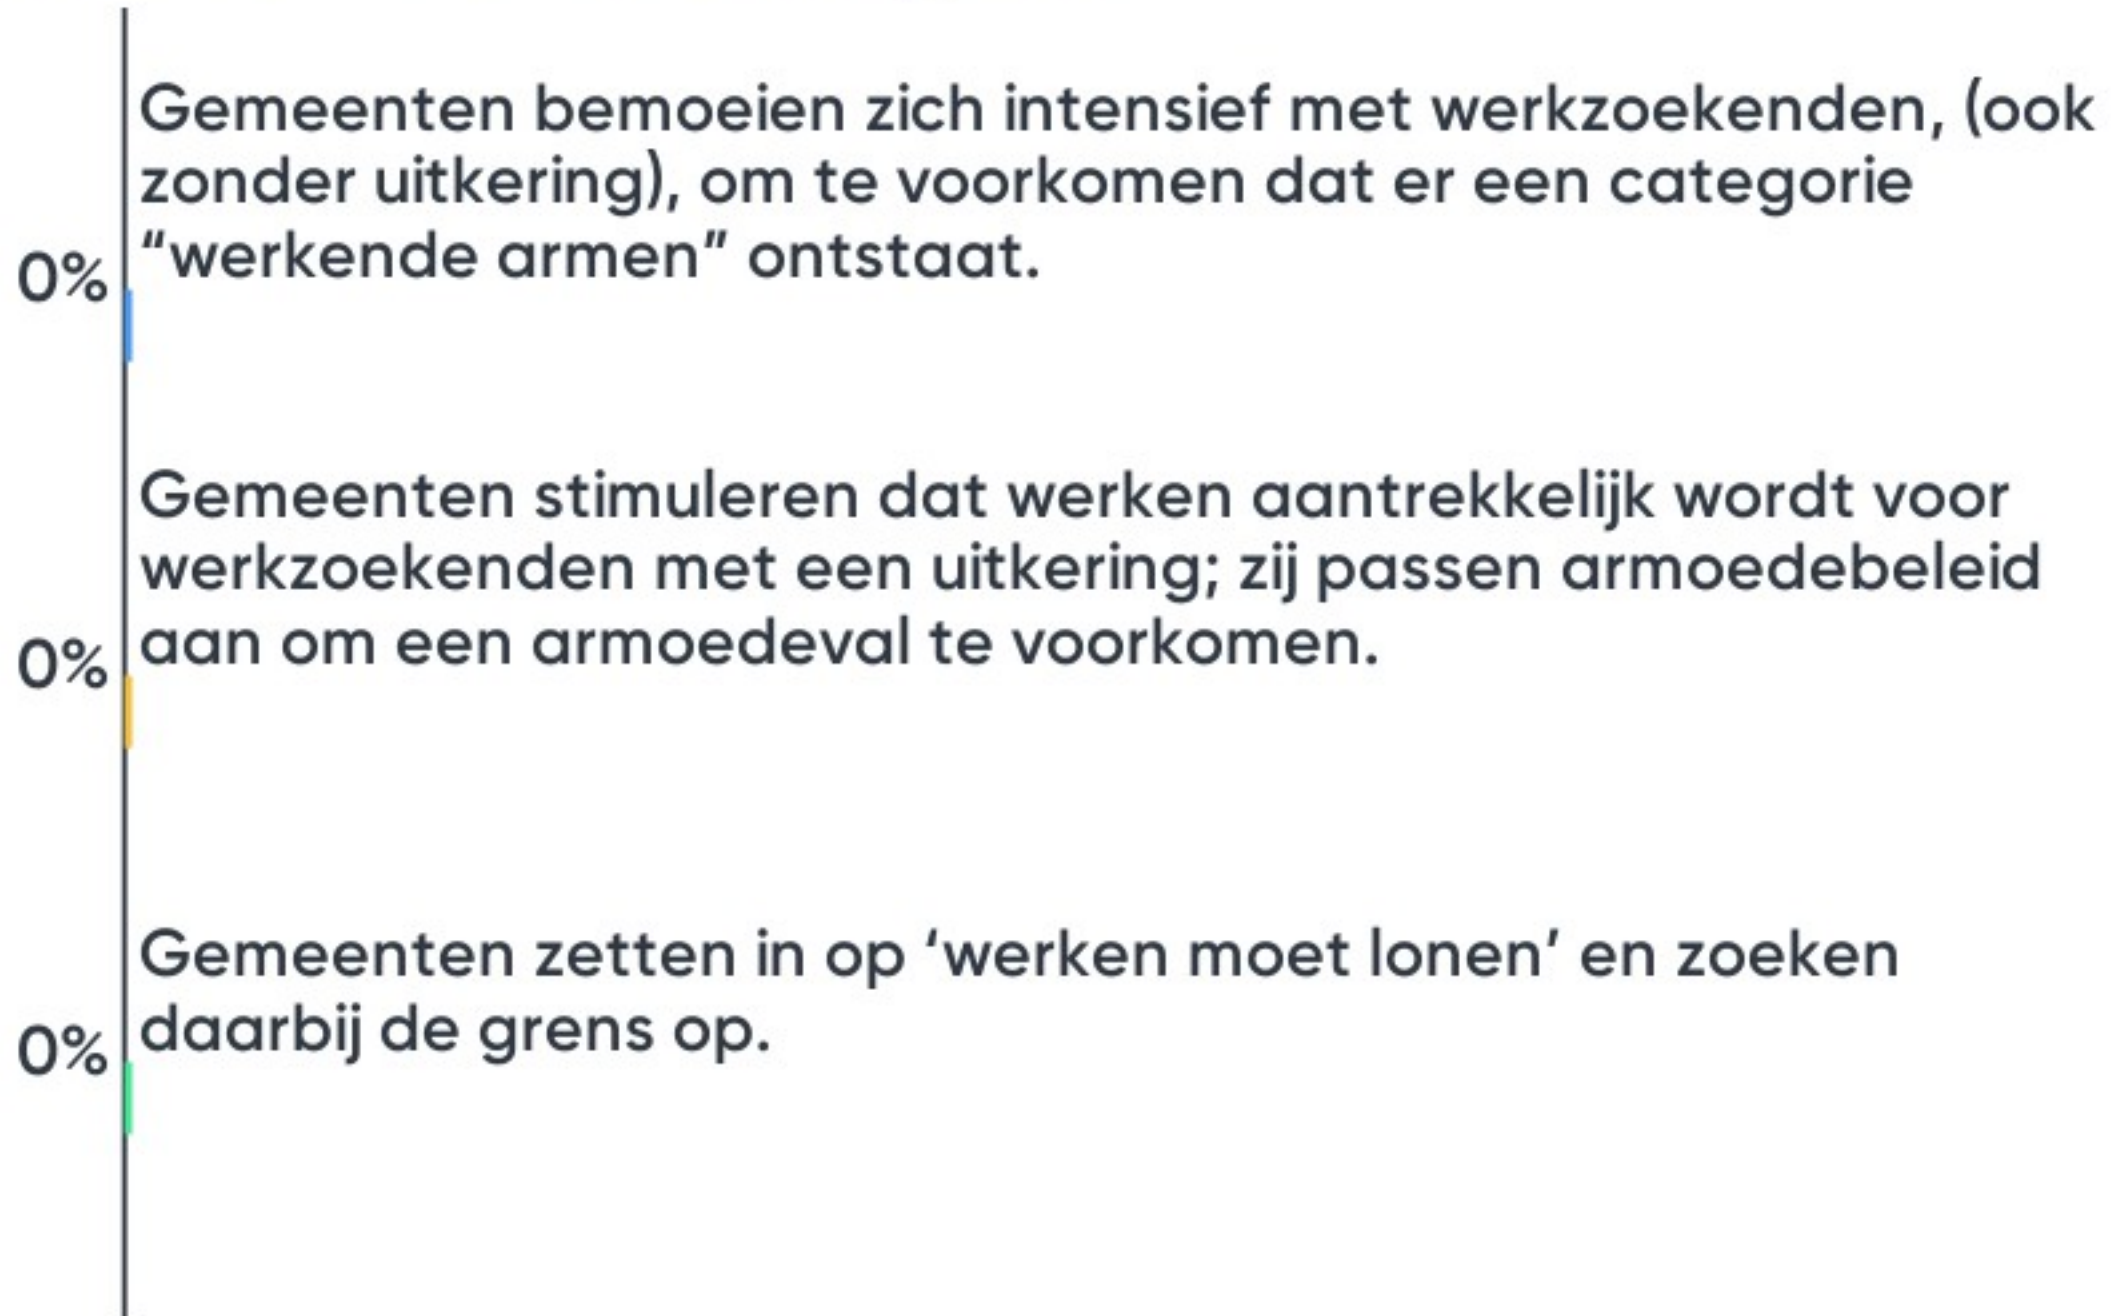 Gemeenten bemoeien zich intensief met werkzoekenden, (ook
zonder uitkering), om te voorkomen dat er een categorie
“werkende armen” ontstaat.
0%
Gemeenten stimuleren dat werken aantrekkelijk wordt voor
werkzoekenden met een uitkering; zij passen armoedebeleid
aan om een armoedeval te voorkomen.
0%
Gemeenten zetten in op ‘werken moet lonen’ en zoeken
daarbij de grens op.
0%